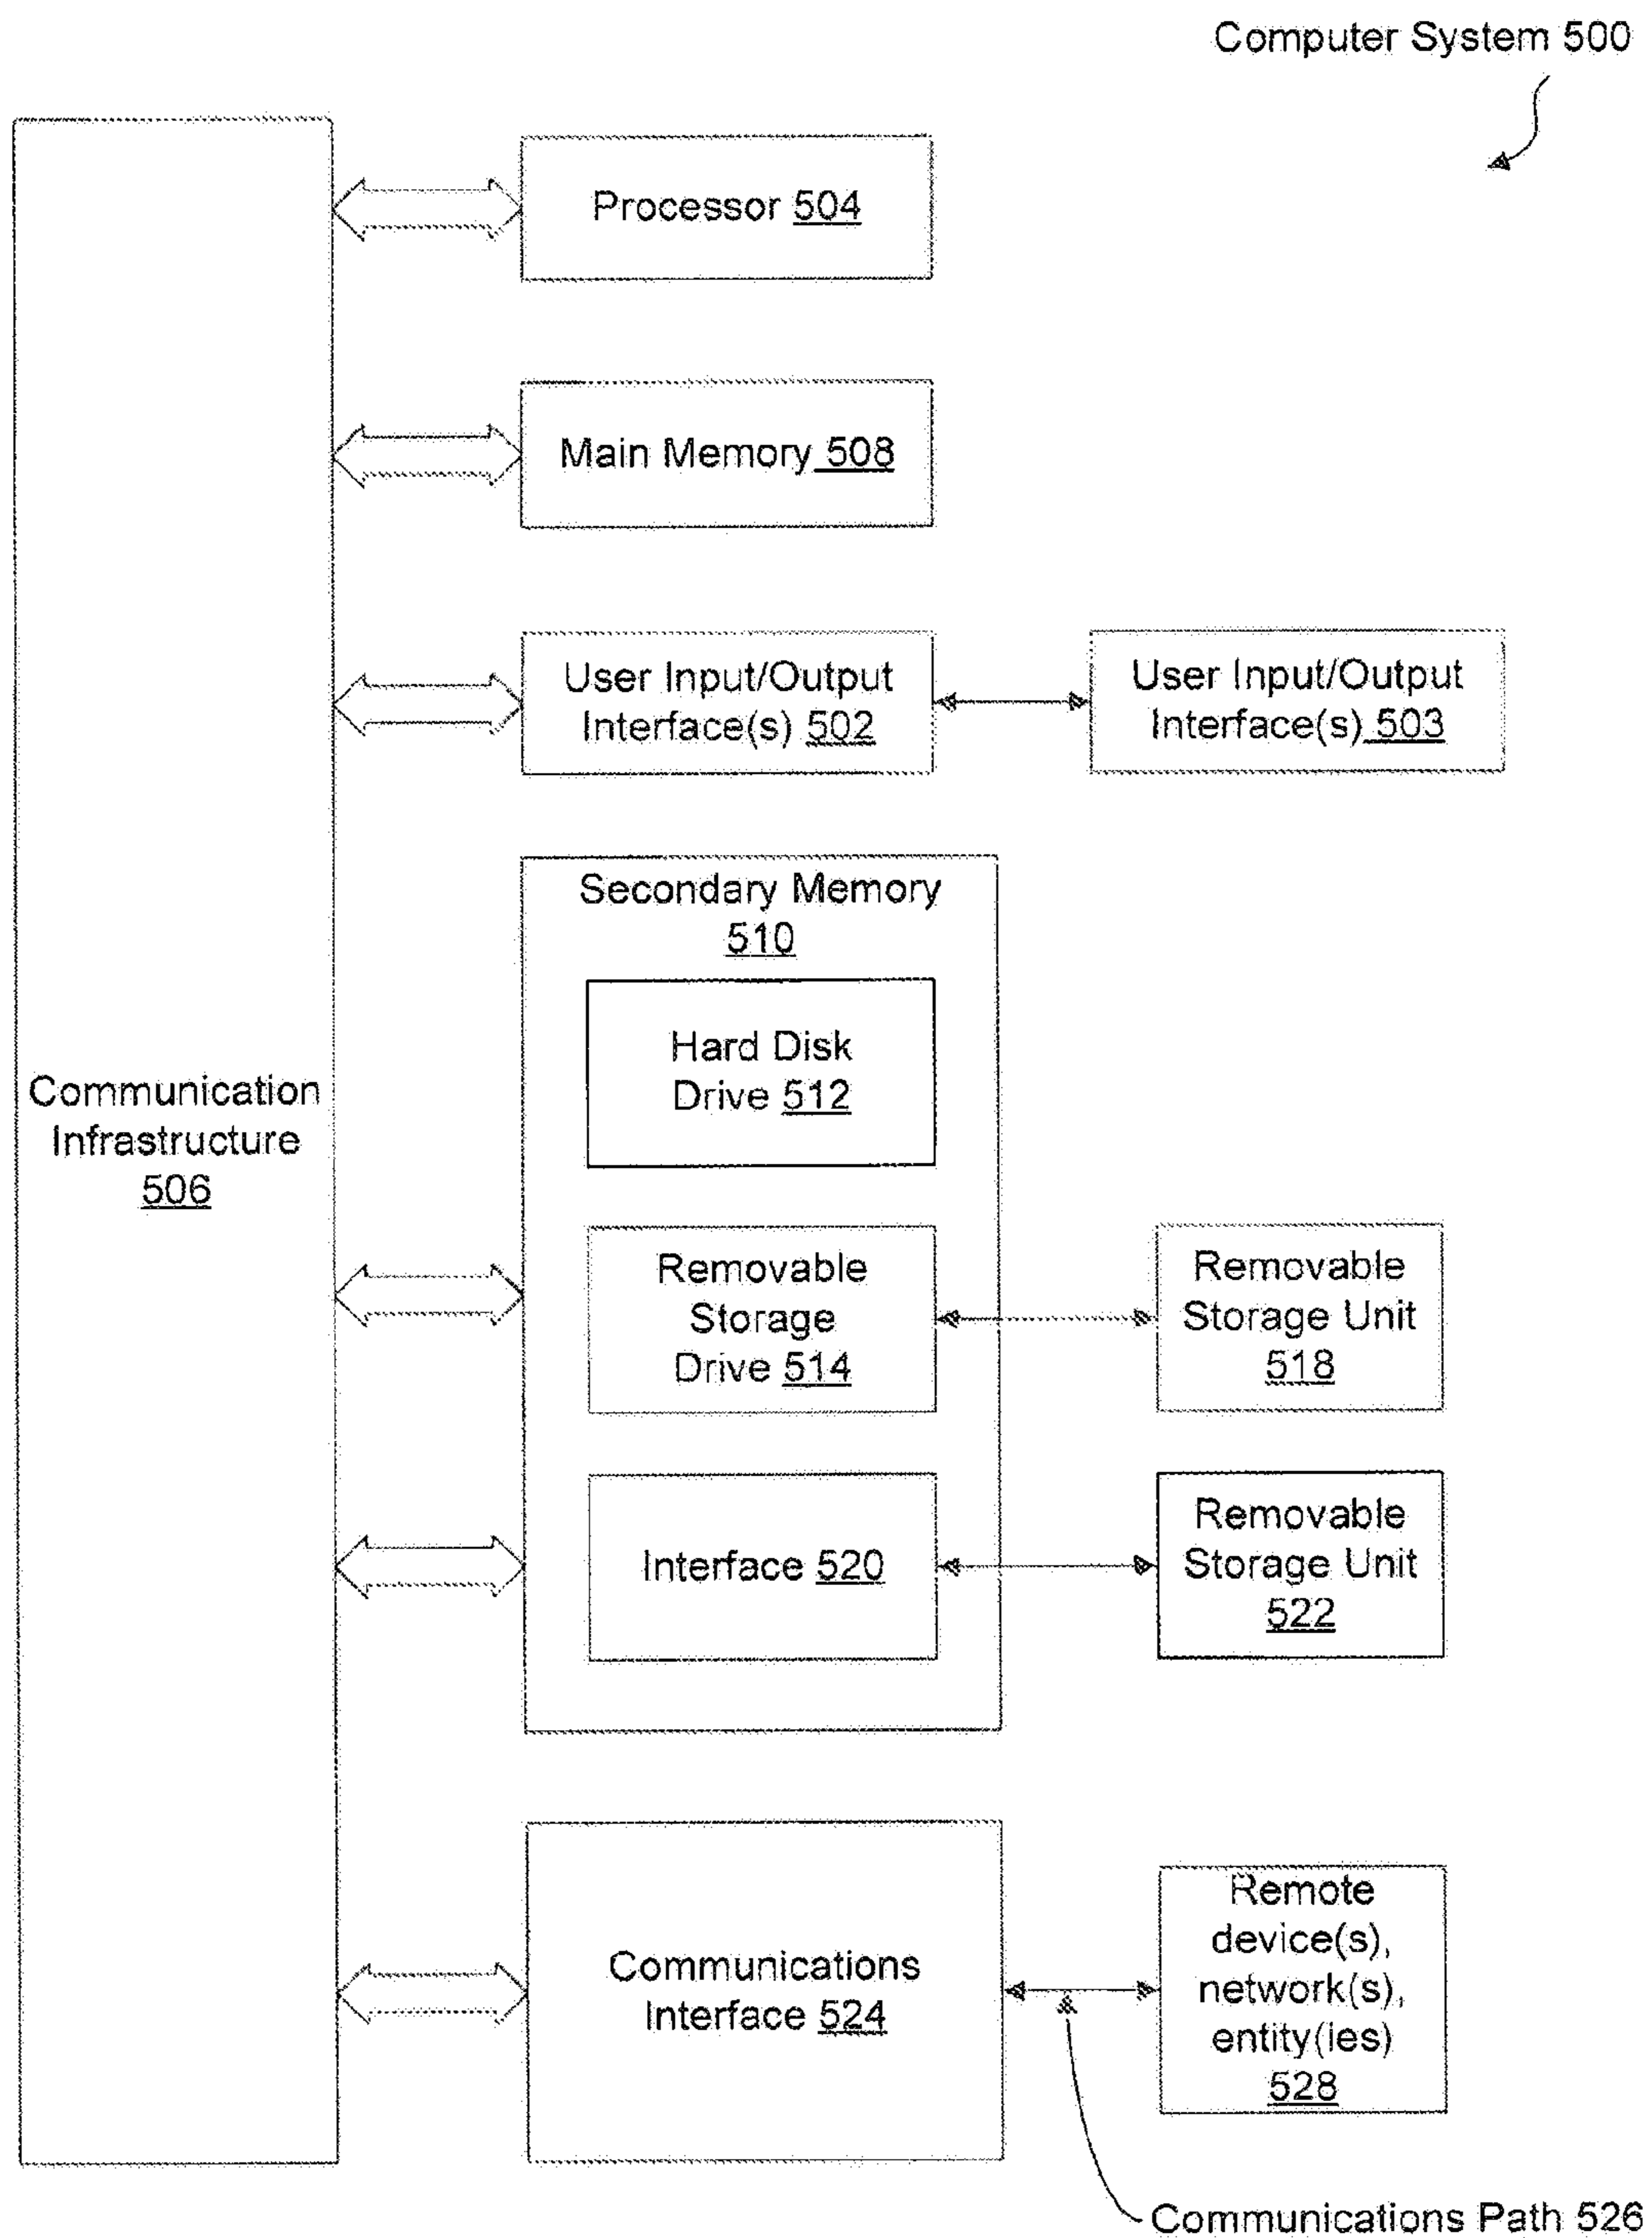 Computer System 500
Processor 504
Main Memory 508
User Input/Output
Interface(s) 502
User Input/Output
Interface(s) 503
Secondary Memory
510
Hard Disk
Drive 512
Communication
Infrastructure
506
Removable
Storage
Drive 514
Removable
Storage Unit
518
Interface 520
Removable
Storage Unit
522
Communications
Interface 524
Remote
device(s),
network(s),
entity(ies)
528
Communications Path 526